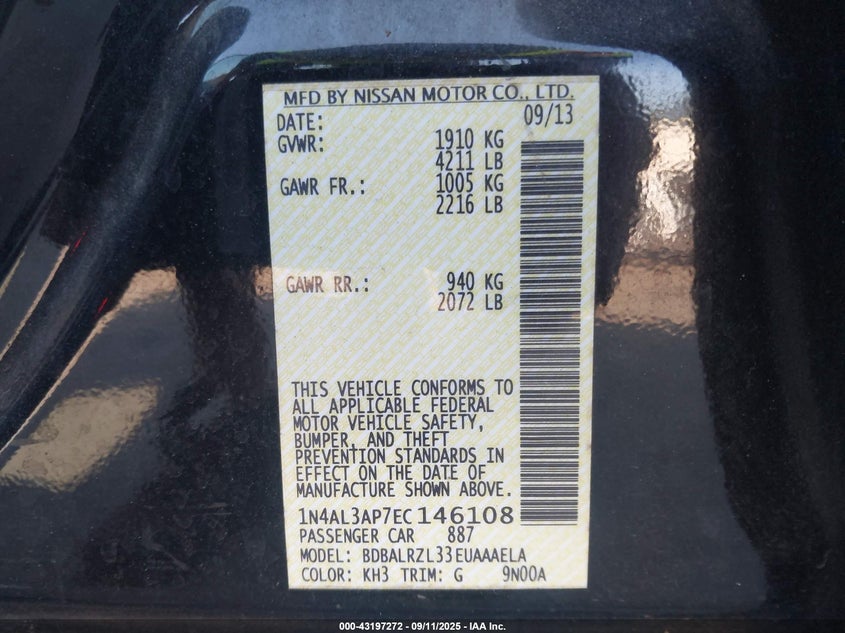 MFD BY NISSAN MOTOR CO., LTD.
DATE: 09/13
GVWR: 1910 KG
4211 LB
GAWR FR.: 1005 KG
2216 LB
GAWR RR.: 940 KG
2072 LB
THIS VEHICLE CONFORMS TO
ALL APPLICABLE FEDERAL
MOTOR VEHICLE SAFETY,
BUMPER, AND THEFT
PREVENTION STANDARDS IN
EFFECT ON THE DATE OF
MANUFACTURE SHOWN ABOVE.
1N4AL3AP7EC146108
PASSENGER CAR 887
MODEL: BDBALRZL33EUAAAELA
COLOR: KH3 TRIM: G 9N00A
000-43197272 - 09/11/2025 - IAA Inc.